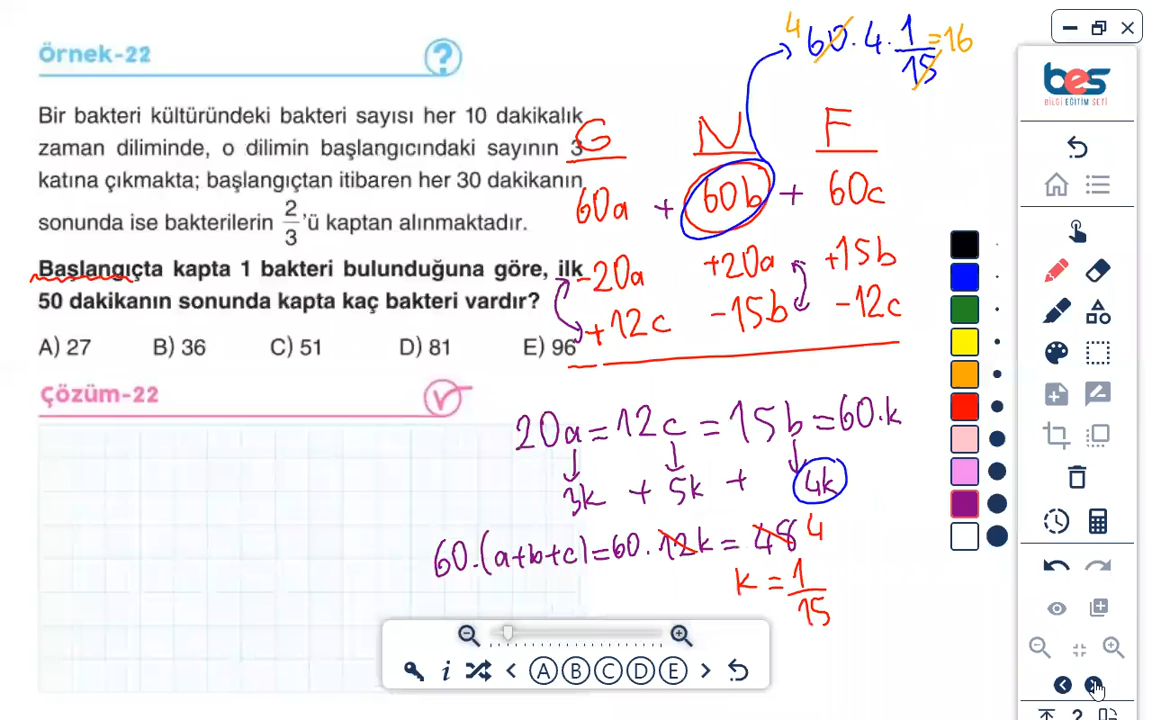 Örnek-22
?
Bir bakteri kültüründeki bakteri sayısı her 10 dakikalık
zaman diliminde, o dilimin başlangıcındaki sayının 3
katına çıkmakta; başlangıçtan itibaren her 30 dakikanın
sonunda ise bakterilerin 2/3 'ü kaptan alınmaktadır.
Başlangıçta kapta 1 bakteri bulunduğuna göre, ilk
50 dakikanın sonunda kapta kaç bakteri vardır?
A) 27 B) 36 C) 51 D) 81 E) 96
Çözüm-22
4 60 · 4 · 1/15 = 16
G N F
60a + 60b + 60c
-20a +20a +15b
+12c -15b -12c
20a = 12c = 15b = 60·k
3k + 5k + 4k
60·(a+b+c) = 60·12k = 48 4
k = 1/15
bes
BİLGİ EĞİTİM SETİ
i < A B C D E >
?